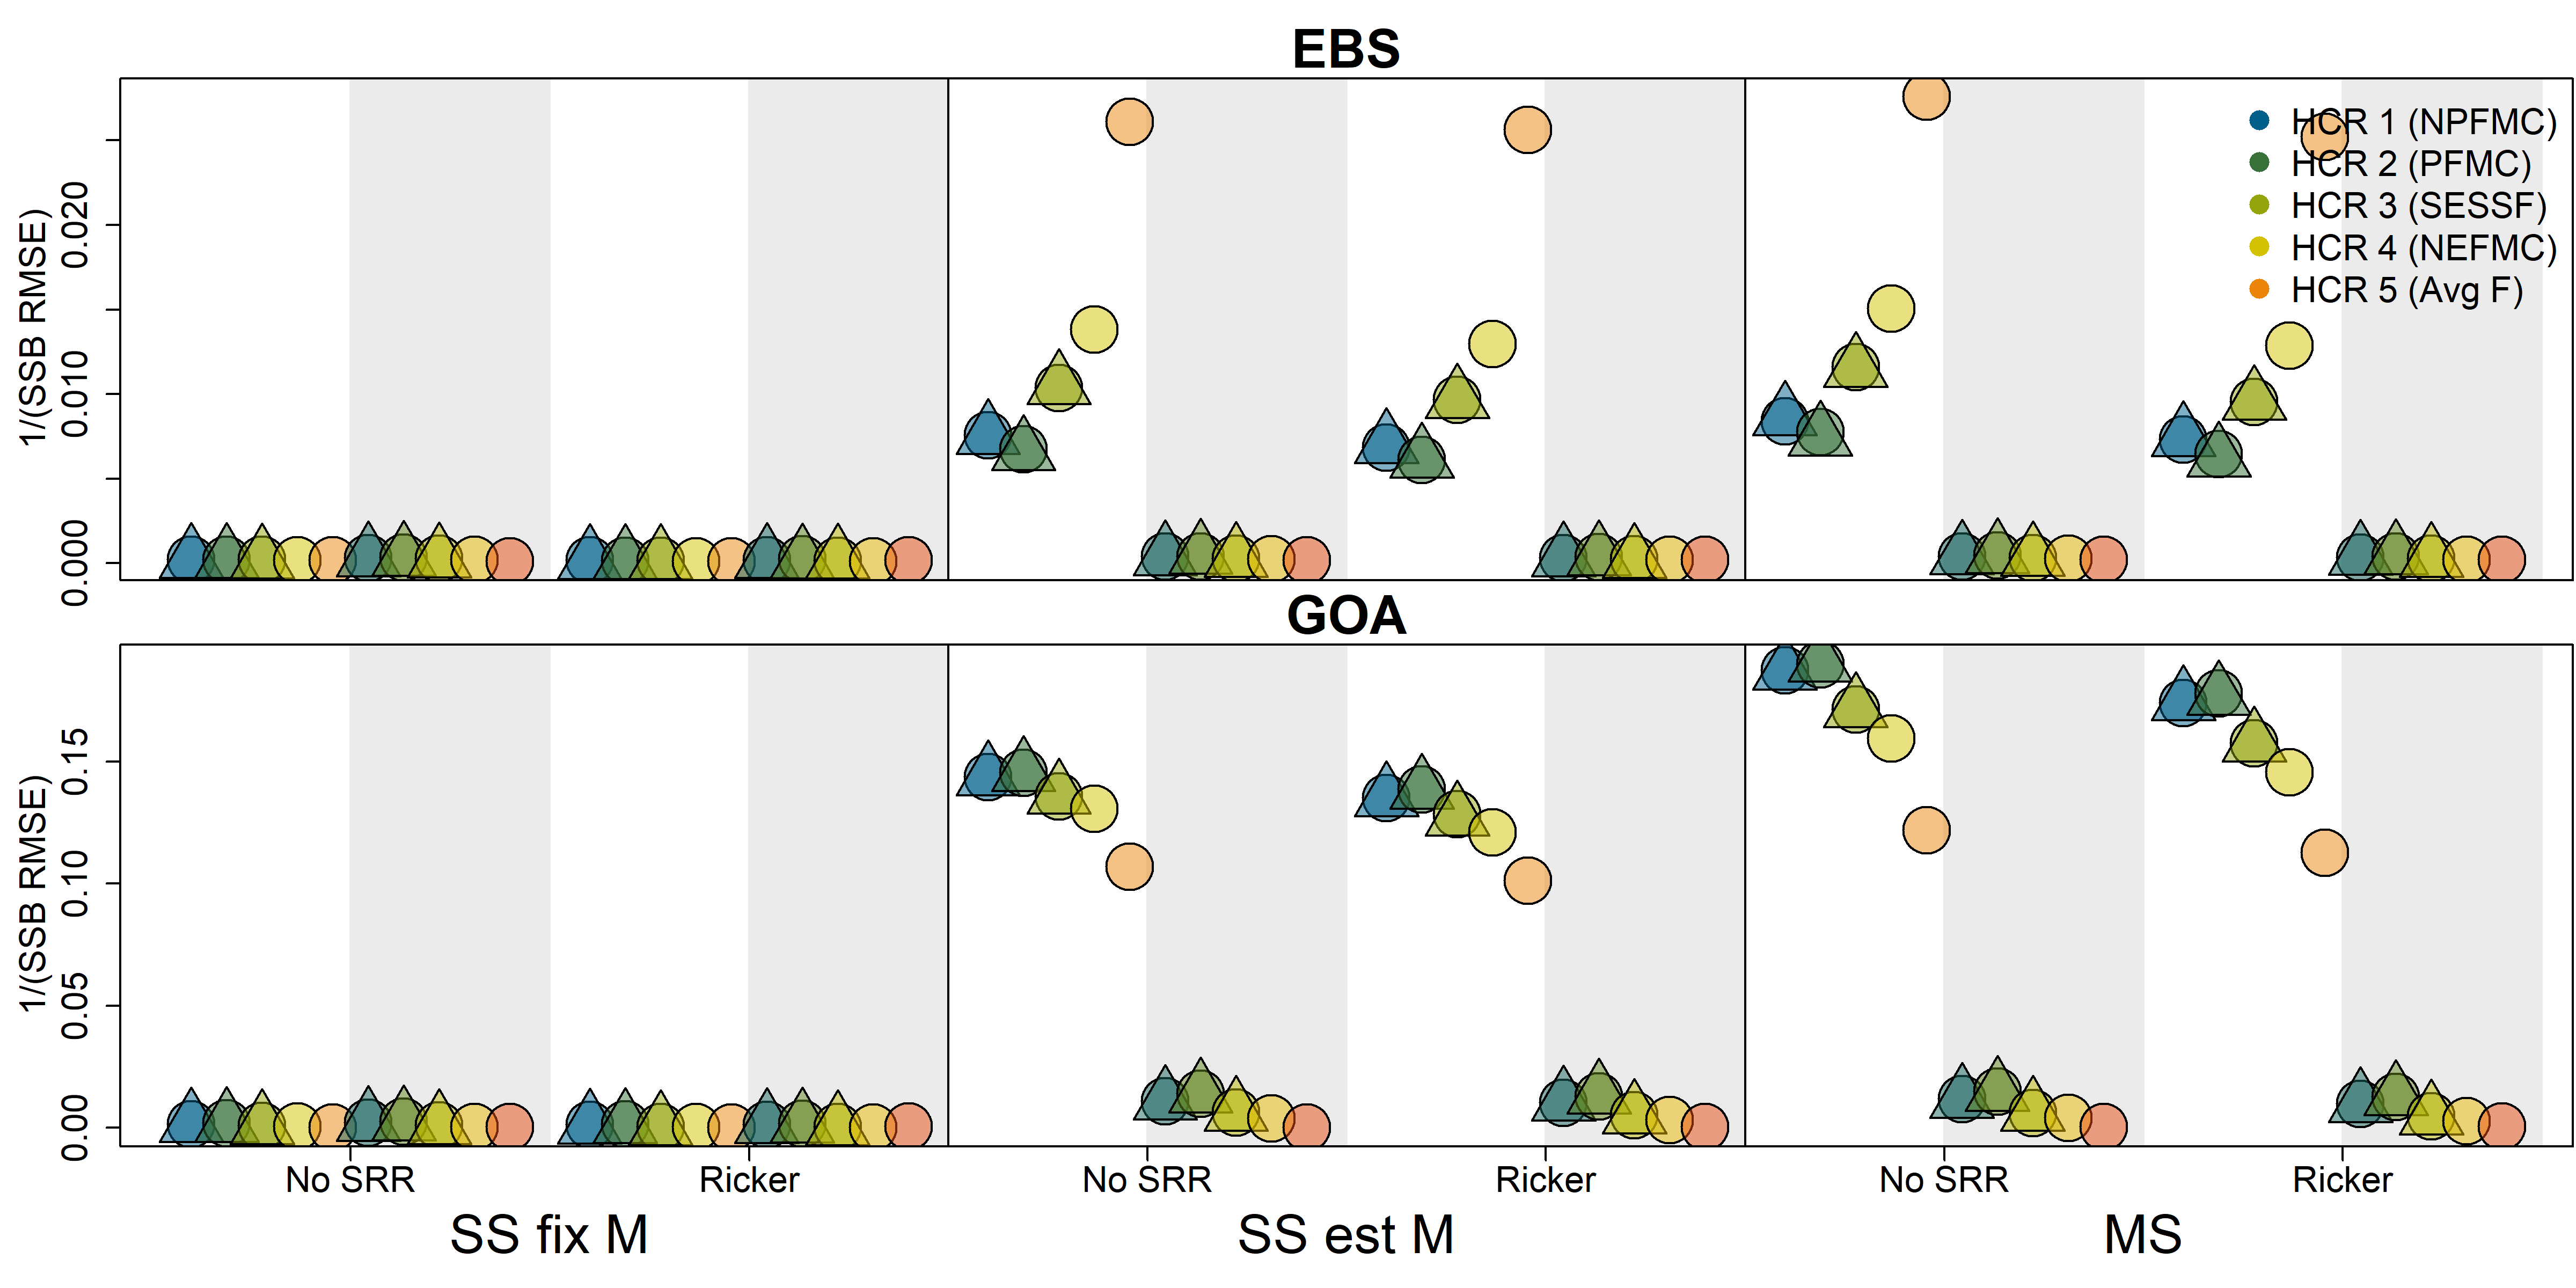 EBS
1/(SSB RMSE)
0.020
0.010
0.000
HCR 1 (NPFMC)
HCR 2 (PFMC)
HCR 3 (SESSF)
HCR 4 (NEFMC)
HCR 5 (Avg F)
GOA
1/(SSB RMSE)
0.15
0.10
0.05
0.00
No SRR Ricker No SRR Ricker No SRR Ricker
SS fix M SS est M MS